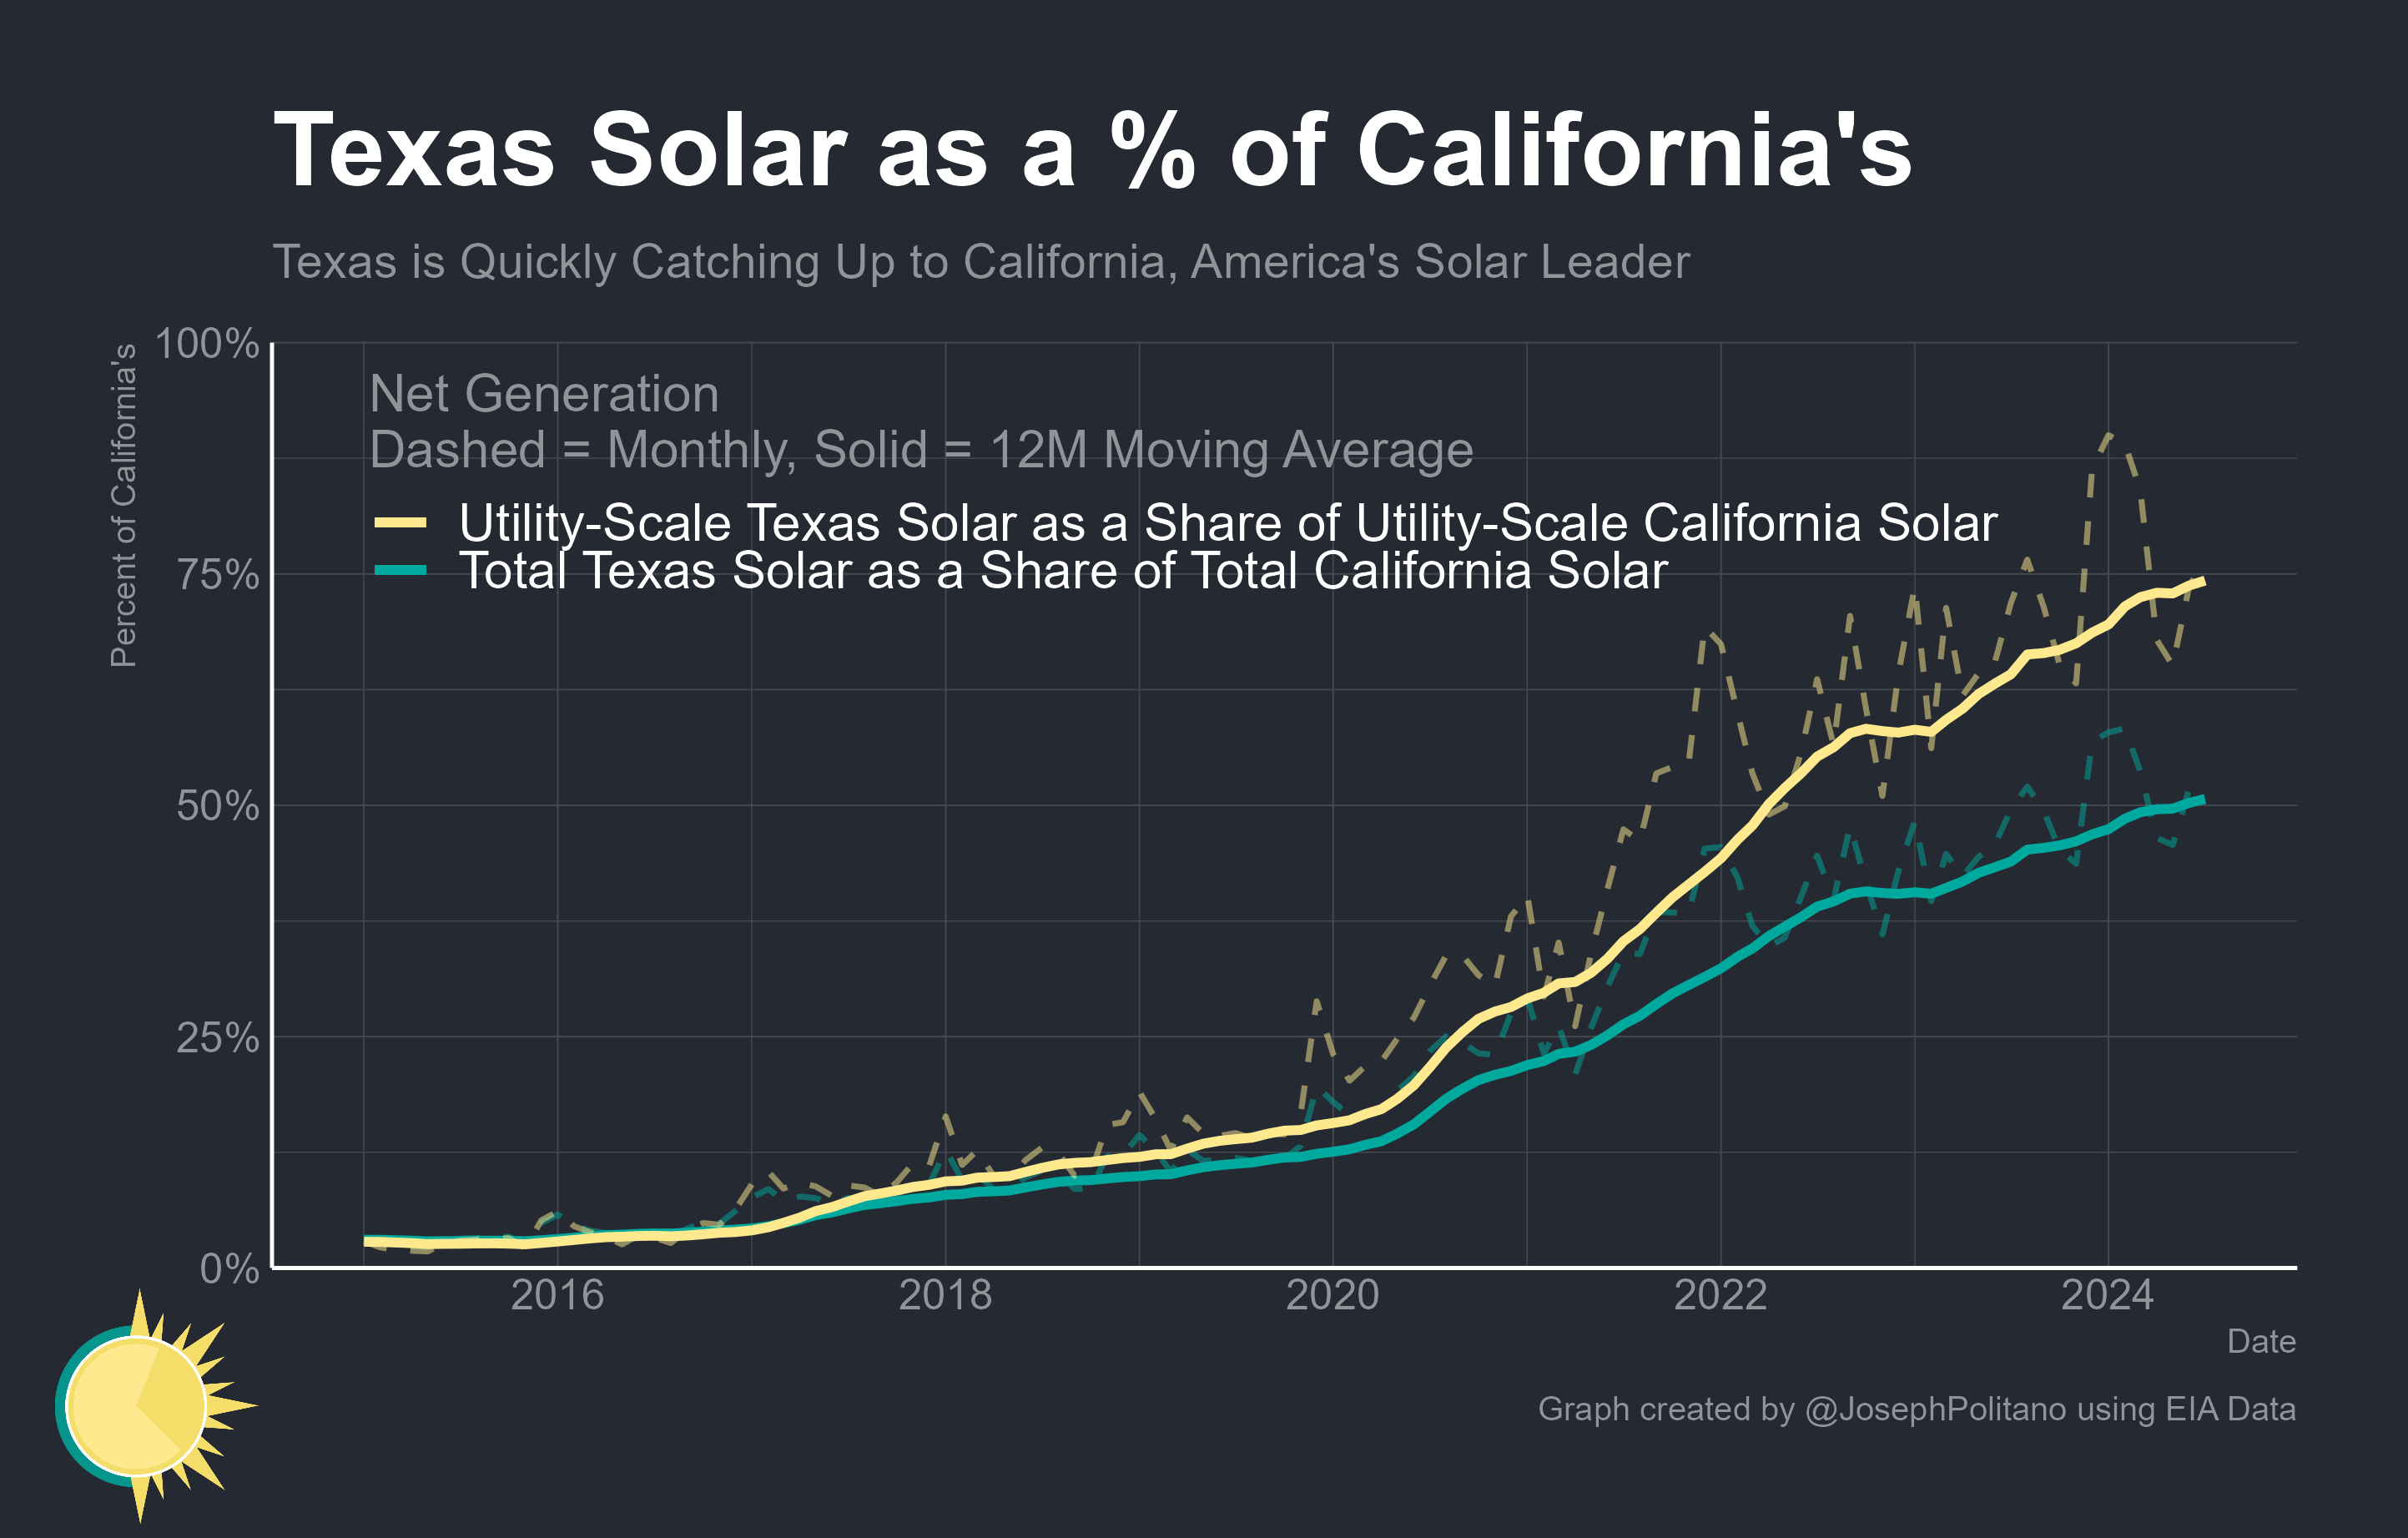 Texas Solar as a % of California's
Texas is Quickly Catching Up to California, America's Solar Leader
Percent of California's
100%
75%
50%
25%
0%
Net Generation
Dashed = Monthly, Solid = 12M Moving Average
Utility-Scale Texas Solar as a Share of Utility-Scale California Solar
Total Texas Solar as a Share of Total California Solar
2016 2018 2020 2022 2024
Date
Graph created by @JosephPolitano using EIA Data